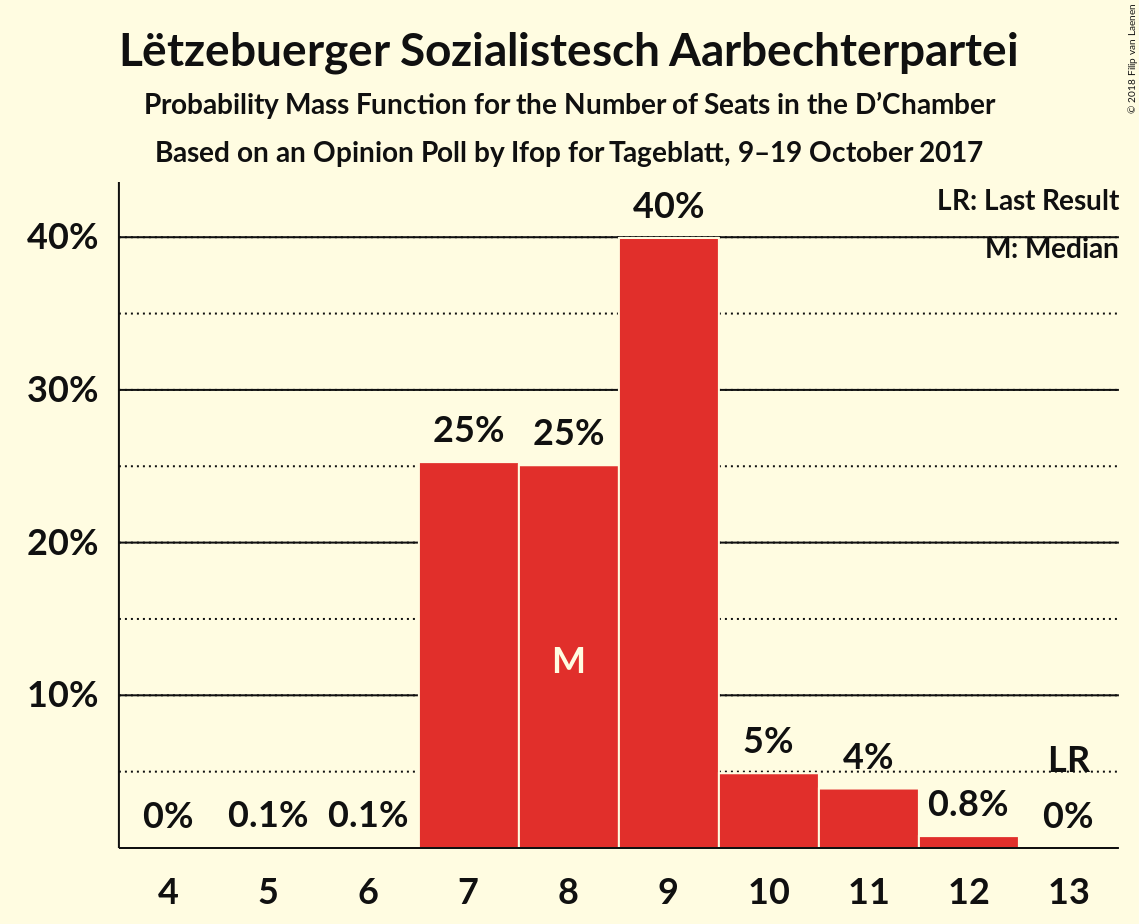 Lëtzebuerger Sozialistesch Aarbechterpartei
Probability Mass Function for the Number of Seats in the D’Chamber
Based on an Opinion Poll by Ifop for Tageblatt, 9–19 October 2017
© 2018 Filip van Laenen
LR: Last Result
M: Median
40%
30%
20%
10%
0%
0.1%
0.1%
25%
25%
40%
5%
4%
0.8%
0%
M
LR
4 5 6 7 8 9 10 11 12 13